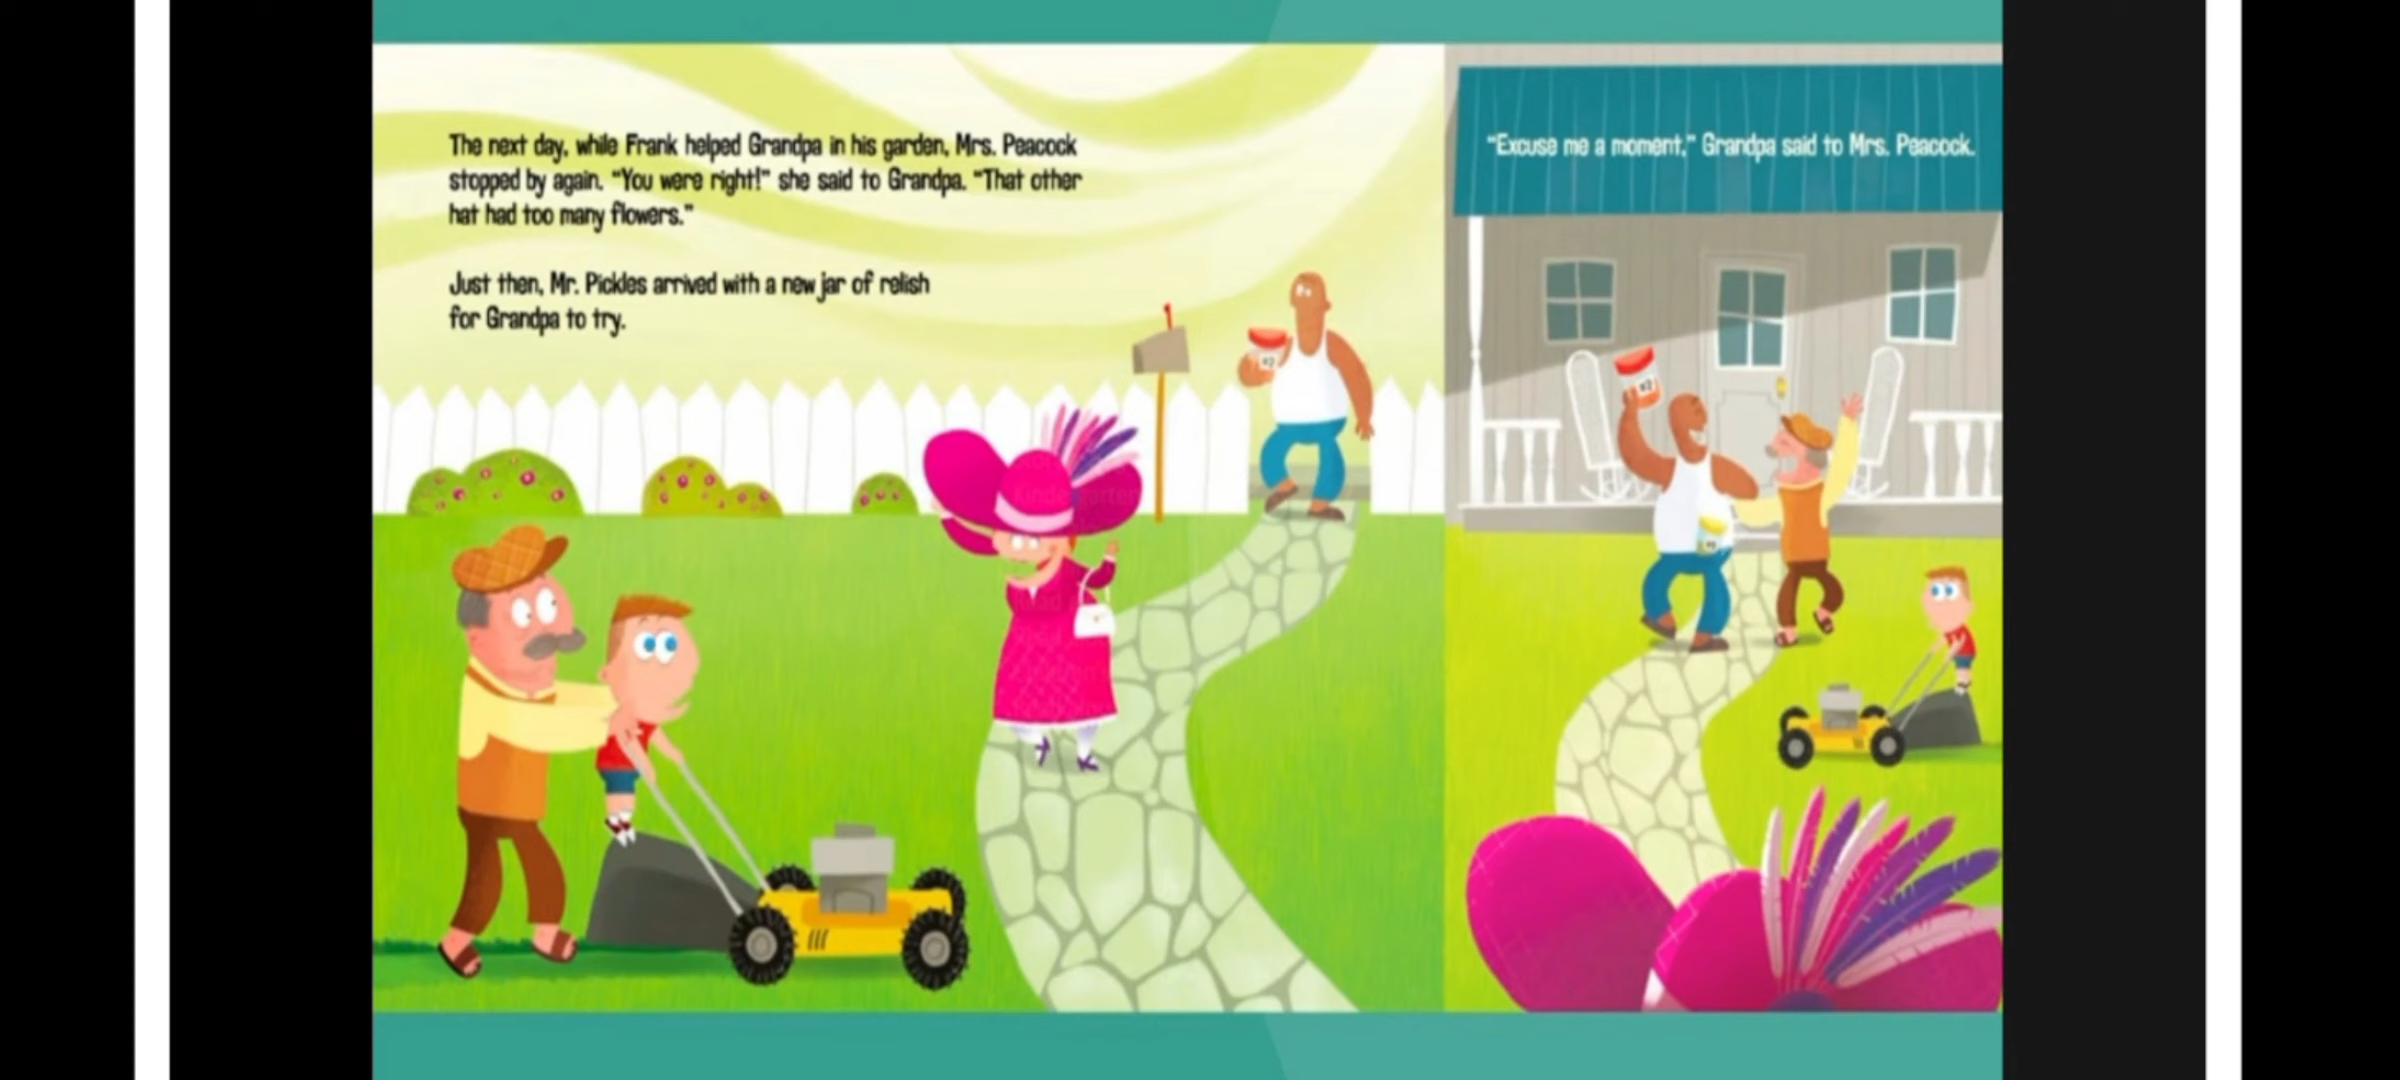 The next day, while Frank helped Grandpa in his garden, Mrs. Peacock
stopped by again. "You were right!" she said to Grandpa. "That other
hat had too many flowers."
Just then, Mr. Pickles arrived with a new jar of relish
for Grandpa to try.
"Excuse me a moment," Grandpa said to Mrs. Peacock.